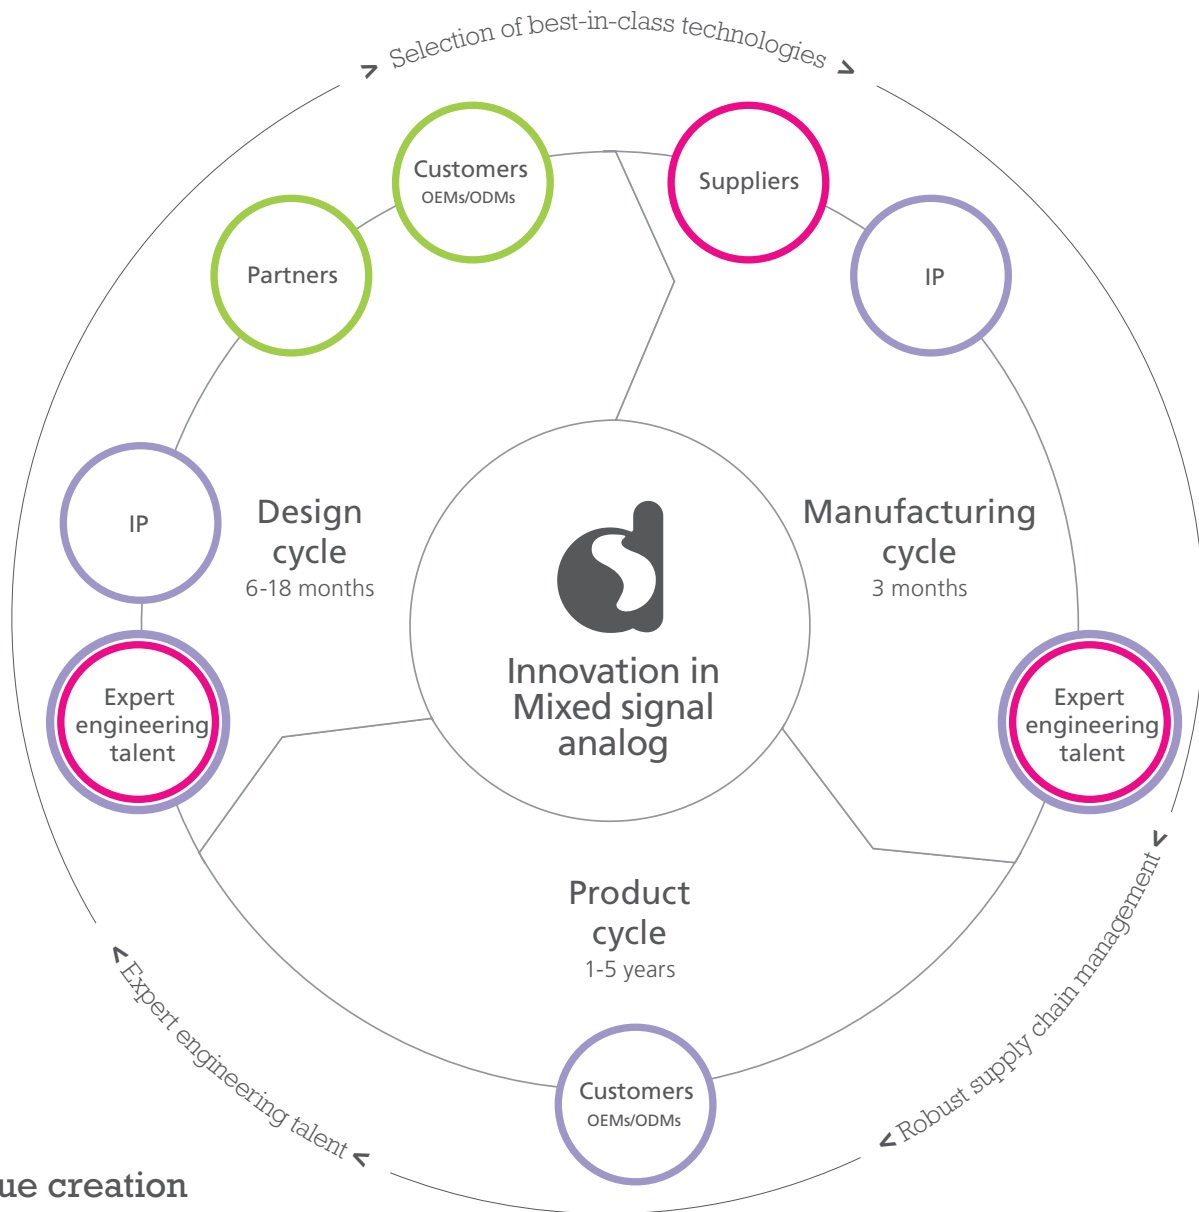 > Selection of best-in-class technologies >
Customers
OEMs/ODMs
Suppliers
Partners
IP
IP
Design
cycle
6-18 months
Manufacturing
cycle
3 months
Innovation in
Mixed signal
analog
Expert
engineering
talent
Expert
engineering
talent
Product
cycle
1-5 years
Customers
OEMs/ODMs
< Expert engineering talent <
< Robust supply chain management <
ue creation